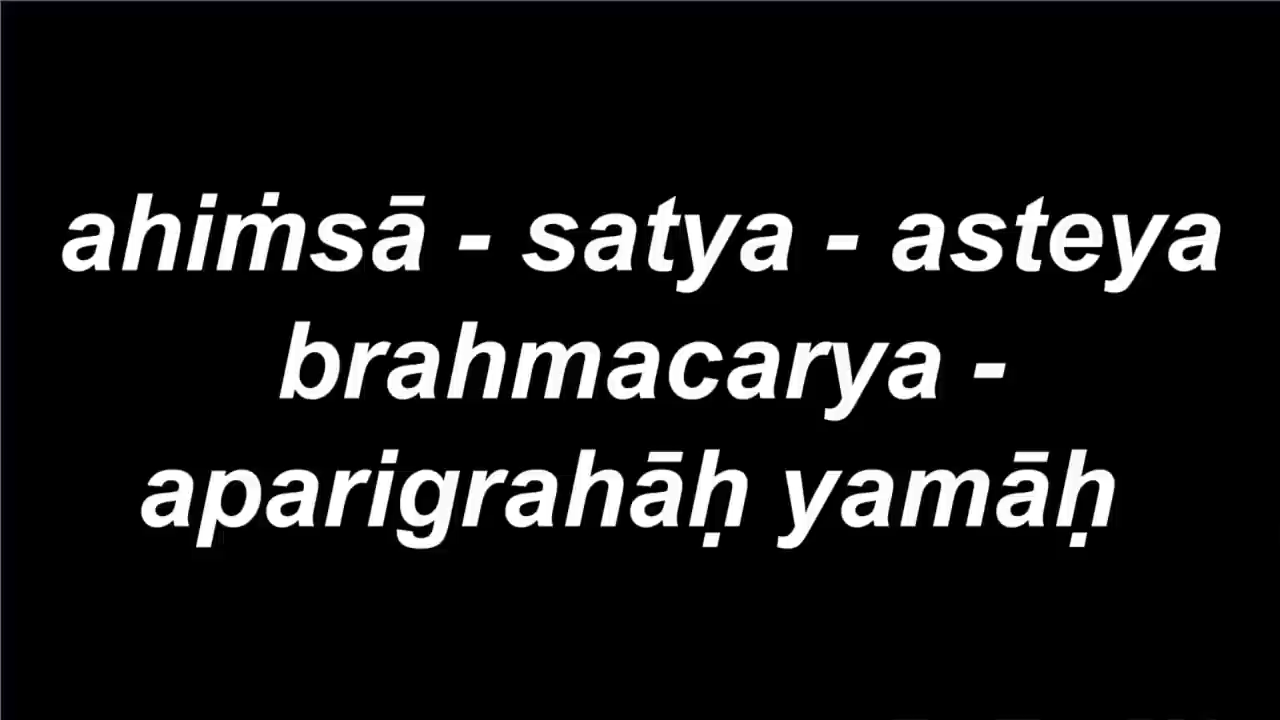 ahiṁsā - satya - asteya
brahmacarya -
aparigrahāḥ yamāḥ